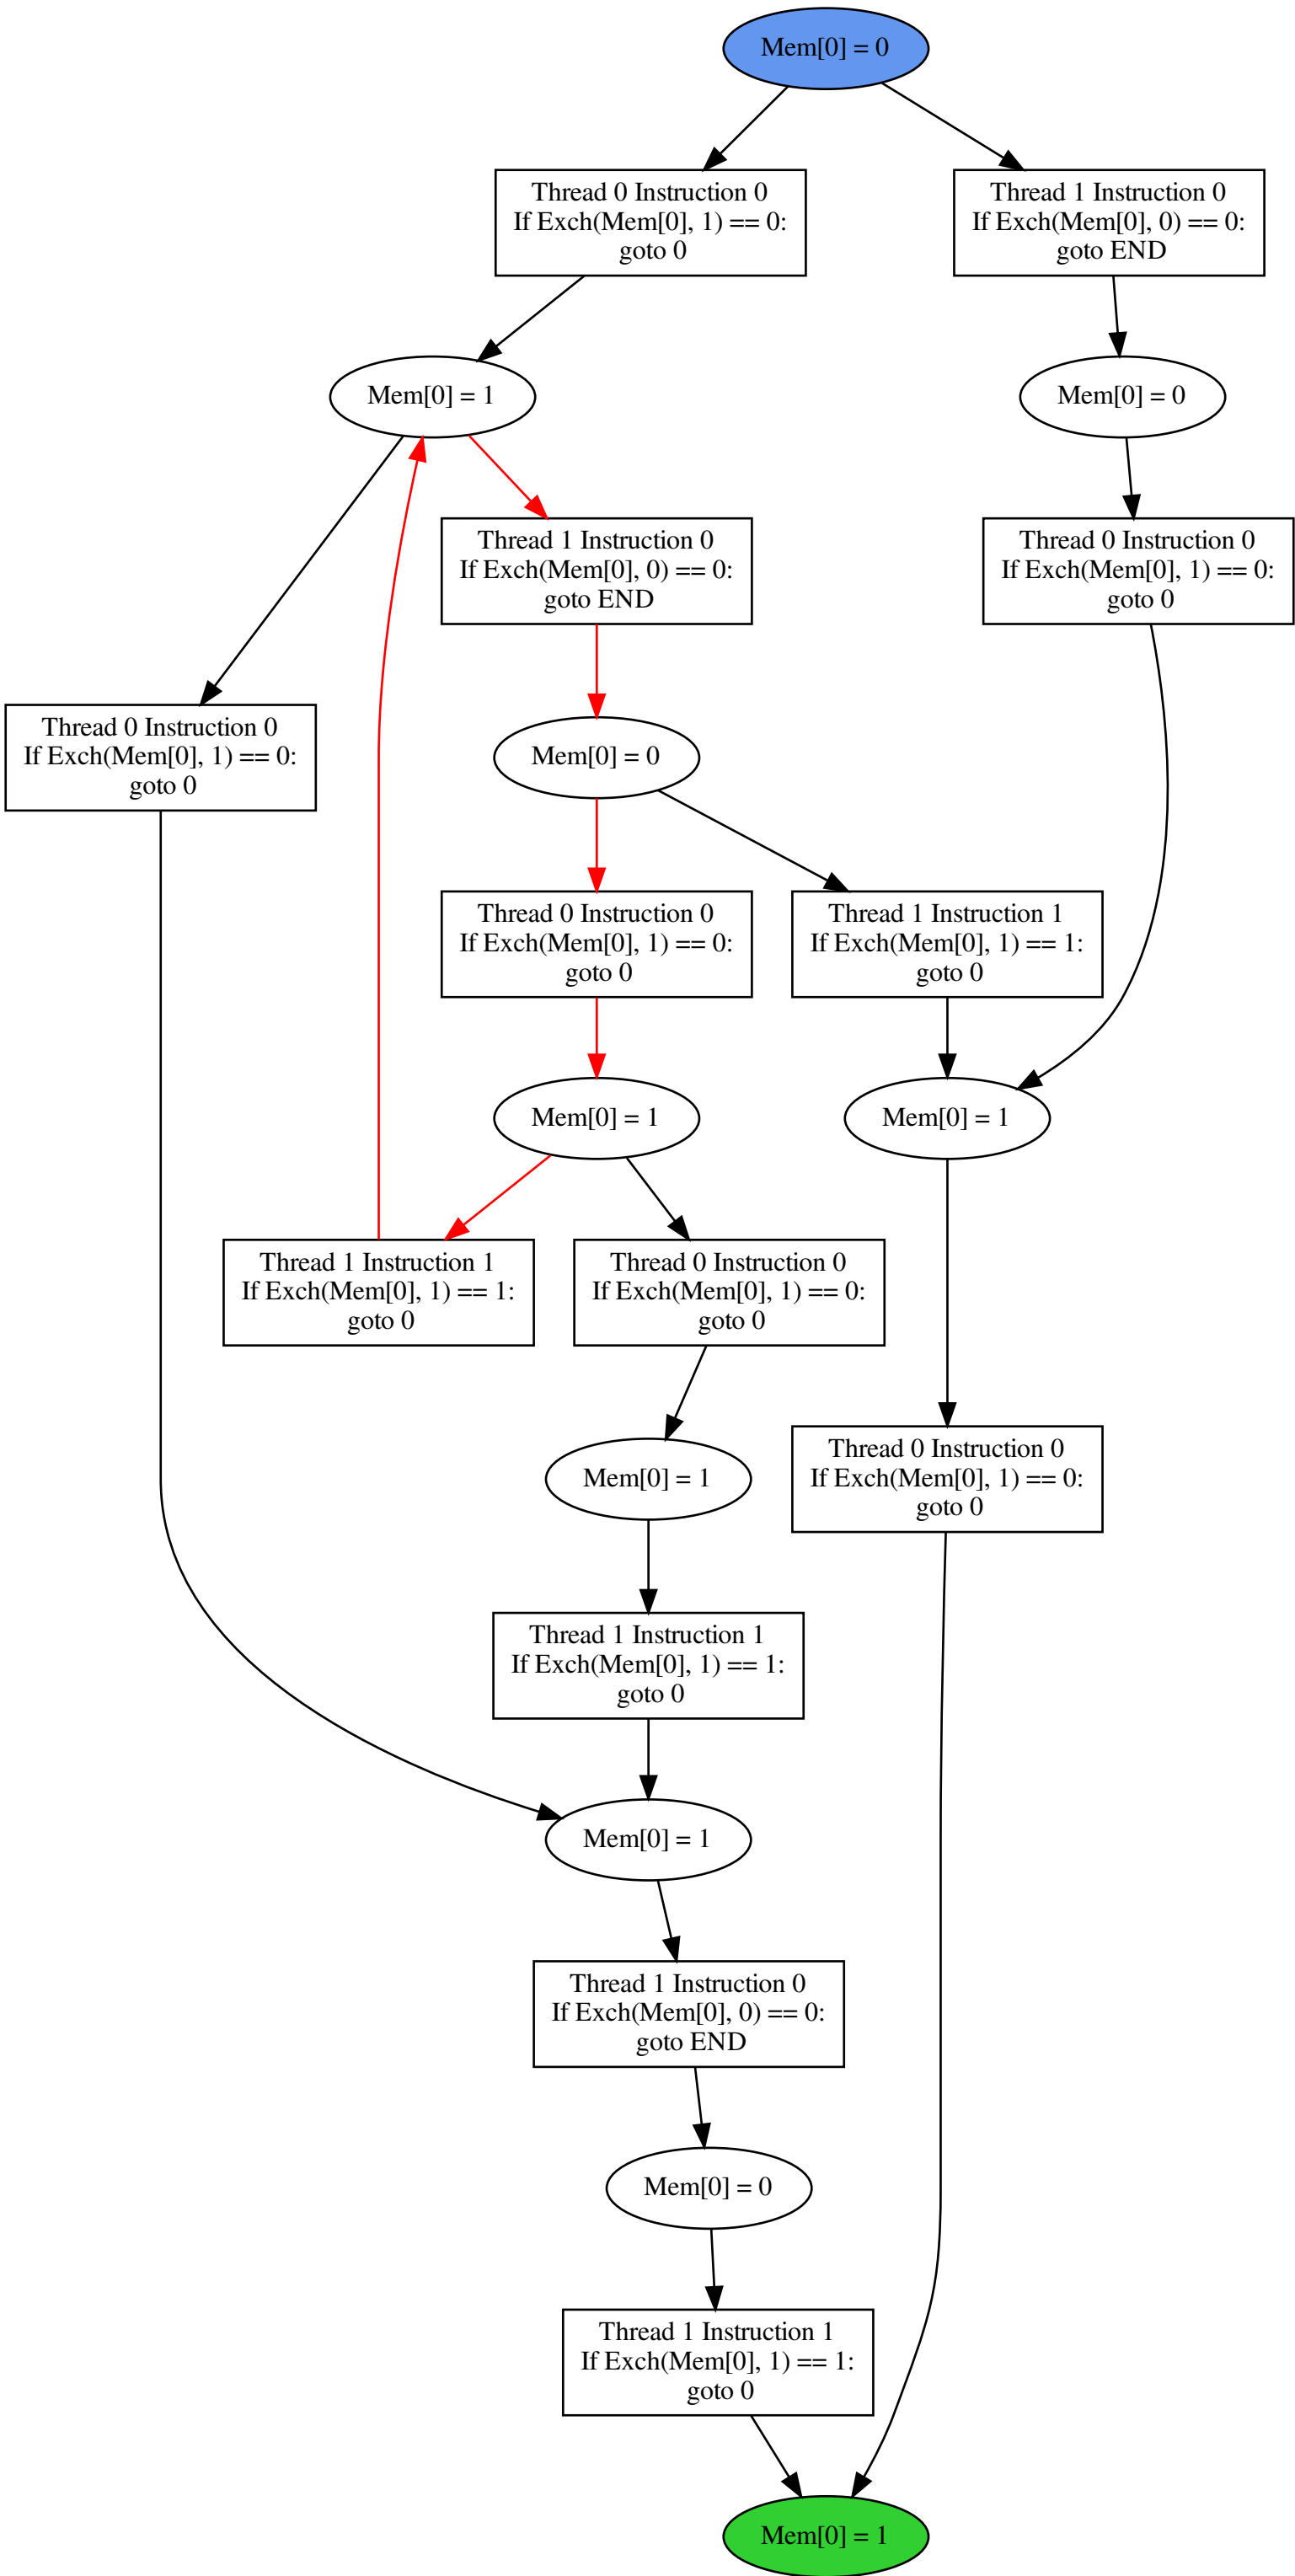 Mem[0] = 0
Thread 0 Instruction 0
If Exch(Mem[0], 1) == 0:
goto 0
Thread 1 Instruction 0
If Exch(Mem[0], 0) == 0:
goto END
Mem[0] = 1
Mem[0] = 0
Thread 1 Instruction 0
If Exch(Mem[0], 0) == 0:
goto END
Thread 0 Instruction 0
If Exch(Mem[0], 1) == 0:
goto 0
Thread 0 Instruction 0
If Exch(Mem[0], 1) == 0:
goto 0
Mem[0] = 0
Thread 0 Instruction 0
If Exch(Mem[0], 1) == 0:
goto 0
Thread 1 Instruction 1
If Exch(Mem[0], 1) == 1:
goto 0
Mem[0] = 1
Mem[0] = 1
Thread 1 Instruction 1
If Exch(Mem[0], 1) == 1:
goto 0
Thread 0 Instruction 0
If Exch(Mem[0], 1) == 0:
goto 0
Mem[0] = 1
Thread 0 Instruction 0
If Exch(Mem[0], 1) == 0:
goto 0
Thread 1 Instruction 1
If Exch(Mem[0], 1) == 1:
goto 0
Mem[0] = 1
Thread 1 Instruction 0
If Exch(Mem[0], 0) == 0:
goto END
Mem[0] = 0
Thread 1 Instruction 1
If Exch(Mem[0], 1) == 1:
goto 0
Mem[0] = 1